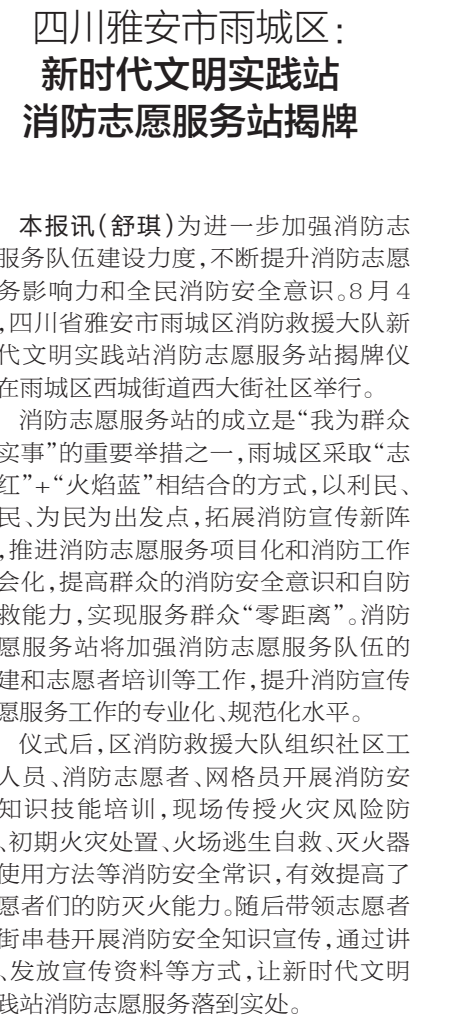 四川雅安市雨城区：
新时代文明实践站
消防志愿服务站揭牌
本报讯（舒琪）为进一步加强消防志
服务队伍建设力度，不断提升消防志愿
务影响力和全民消防安全意识。8月4
，四川省雅安市雨城区消防救援大队新
代文明实践站消防志愿服务站揭牌仪
在雨城区西城街道西大街社区举行。
消防志愿服务站的成立是“我为群众
实事”的重要举措之一，雨城区采取“志
红”+“火焰蓝”相结合的方式，以利民、
民、为民为出发点，拓展消防宣传新阵
，推进消防志愿服务项目化和消防工作
会化，提高群众的消防安全意识和自防
救能力，实现服务群众“零距离”。消防
愿服务站将加强消防志愿服务队伍的
建和志愿者培训等工作，提升消防宣传
愿服务工作的专业化、规范化水平。
仪式后，区消防救援大队组织社区工
人员、消防志愿者、网格员开展消防安
知识技能培训，现场传授火灾风险防
、初期火灾处置、火场逃生自救、灭火器
使用方法等消防安全常识，有效提高了
愿者们的防灭火能力。随后带领志愿者
街串巷开展消防安全知识宣传，通过讲
、发放宣传资料等方式，让新时代文明
践站消防志愿服务落到实处。